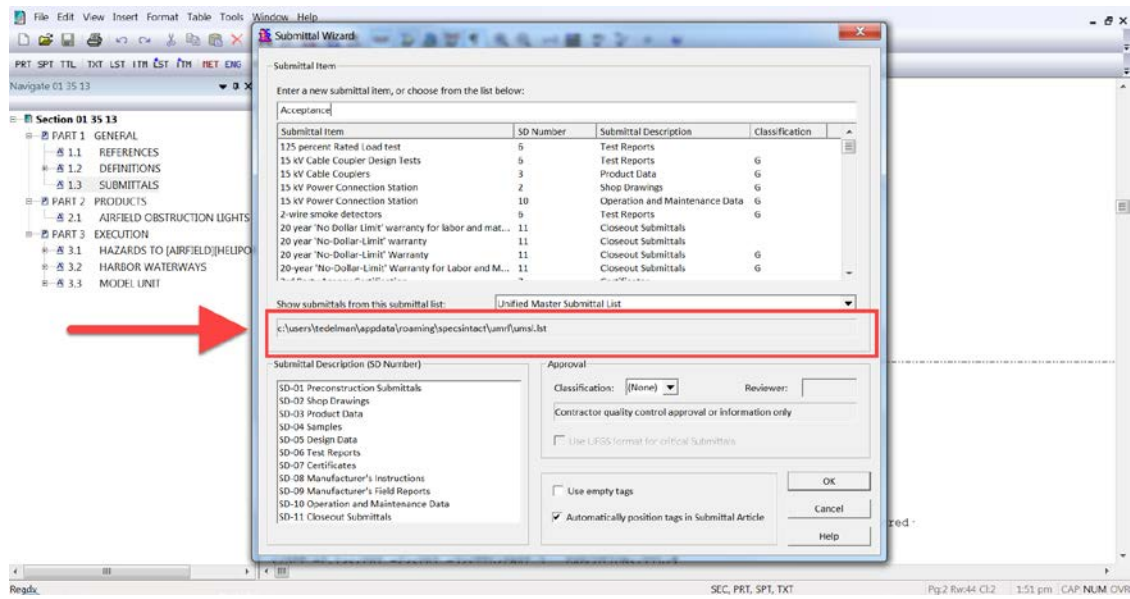 File Edit View Insert Format Table Tools Window Help
Submittal Wizard
PRT SPT TTL TXT LST ITM LST ITM MET ENG
Navigate 01 35 13
Section 01 35 13
PART 1 GENERAL
1.1 REFERENCES
1.2 DEFINITIONS
1.3 SUBMITTALS
PART 2 PRODUCTS
2.1 AIRFIELD OBSTRUCTION LIGHTS
PART 3 EXECUTION
3.1 HAZARDS TO [AIRFIELD][HELIPO
3.2 HARBOR WATERWAYS
3.3 MODEL UNIT
Submittal Item
Enter a new submittal item, or choose from the list below:
Acceptance
Submittal Item SD Number Submittal Description Classification
125 percent Rated Load test 6 Test Reports
15 kV Cable Coupler Design Tests 6 Test Reports G
15 kV Cable Couplers 3 Product Data G
15 kV Power Connection Station 2 Shop Drawings G
15 kV Power Connection Station 10 Operation and Maintenance Data G
2-wire smoke detectors 6 Test Reports G
20 year 'No Dollar Limit' warranty for labor and mat... 11 Closeout Submittals
20 year 'No-Dollar-Limit' warranty 11 Closeout Submittals
20 year 'No-Dollar-Limit' Warranty 11 Closeout Submittals G
20-year 'No-Dollar-Limit' Warranty for Labor and M... 11 Closeout Submittals G
Show submittals from this submittal list: Unified Master Submittal List
c:\users\tedelman\appdata\roaming\specsintact\umrl\umsl.lst
Submittal Description (SD Number)
SD-01 Preconstruction Submittals
SD-02 Shop Drawings
SD-03 Product Data
SD-04 Samples
SD-05 Design Data
SD-06 Test Reports
SD-07 Certificates
SD-08 Manufacturer's Instructions
SD-09 Manufacturer's Field Reports
SD-10 Operation and Maintenance Data
SD-11 Closeout Submittals
Approval
Classification: (None) Reviewer:
Contractor quality control approval or information only
Use UFGS format for critical Submittals
Use empty tags
Automatically position tags in Submittal Article
OK
Cancel
Help
red
Ready SEC, PRT, SPT, TXT Pg:2 Rw:44 Cl:2 1:51 pm CAP NUM OVR